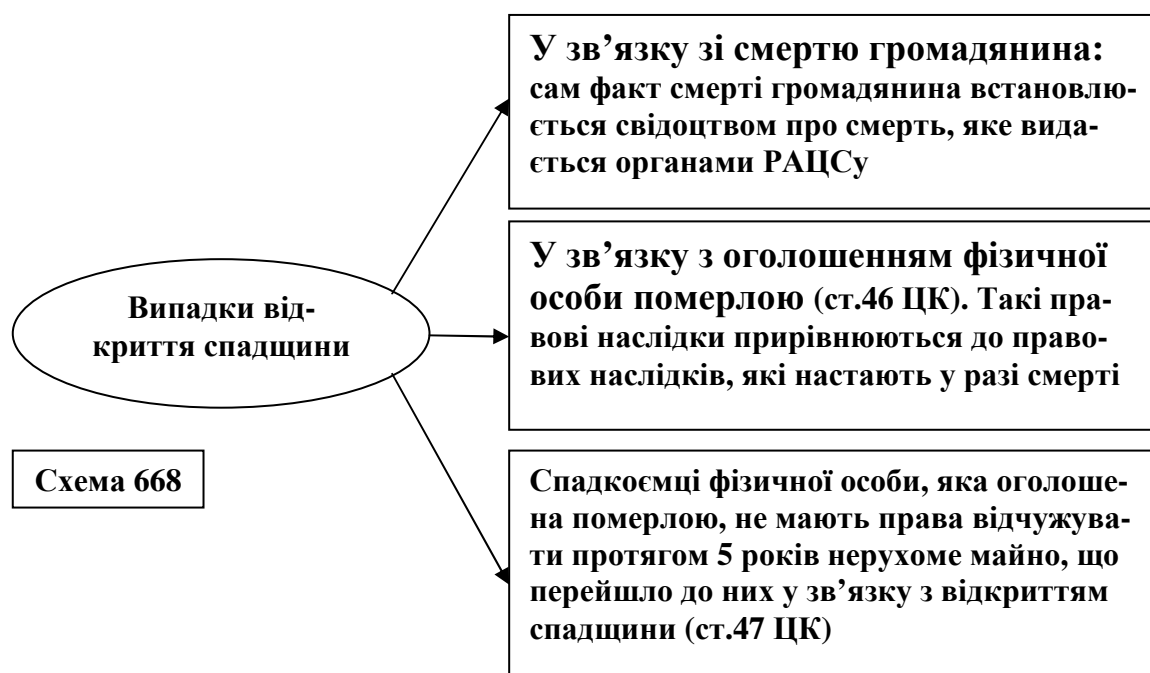 У зв’язку зі смертю громадянина:
сам факт смерті громадянина встановлю-
ється свідоцтвом про смерть, яке вида-
ється органами РАЦСу
У зв’язку з оголошенням фізичної
особи померлою (ст.46 ЦК). Такі пра-
вові наслідки прирівнюються до право-
вих наслідків, які настають у разі смерті
Випадки від-
криття спадщини
Схема 668
Спадкоємці фізичної особи, яка оголоше-
на померлою, не мають права відчужува-
ти протягом 5 років нерухоме майно, що
перейшло до них у зв’язку з відкриттям
спадщини (ст.47 ЦК)